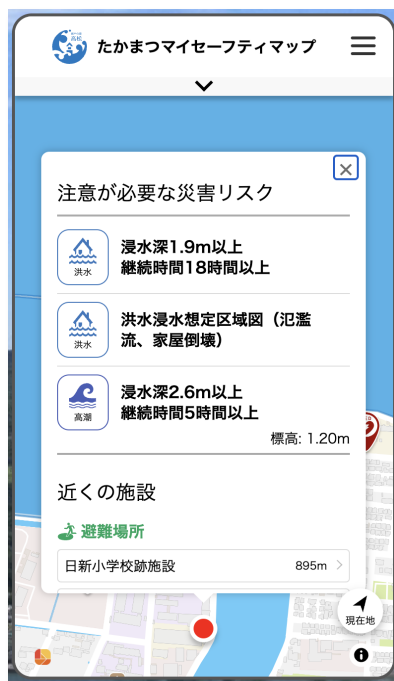 たかまつマイセーフティマップ
注意が必要な災害リスク
洪水
浸水深1.9m以上
継続時間18時間以上
洪水
洪水浸水想定区域図（氾濫
流、家屋倒壊）
高潮
浸水深2.6m以上
継続時間5時間以上
標高: 1.20m
近くの施設
避難場所
日新小学校跡施設
895m
現在地